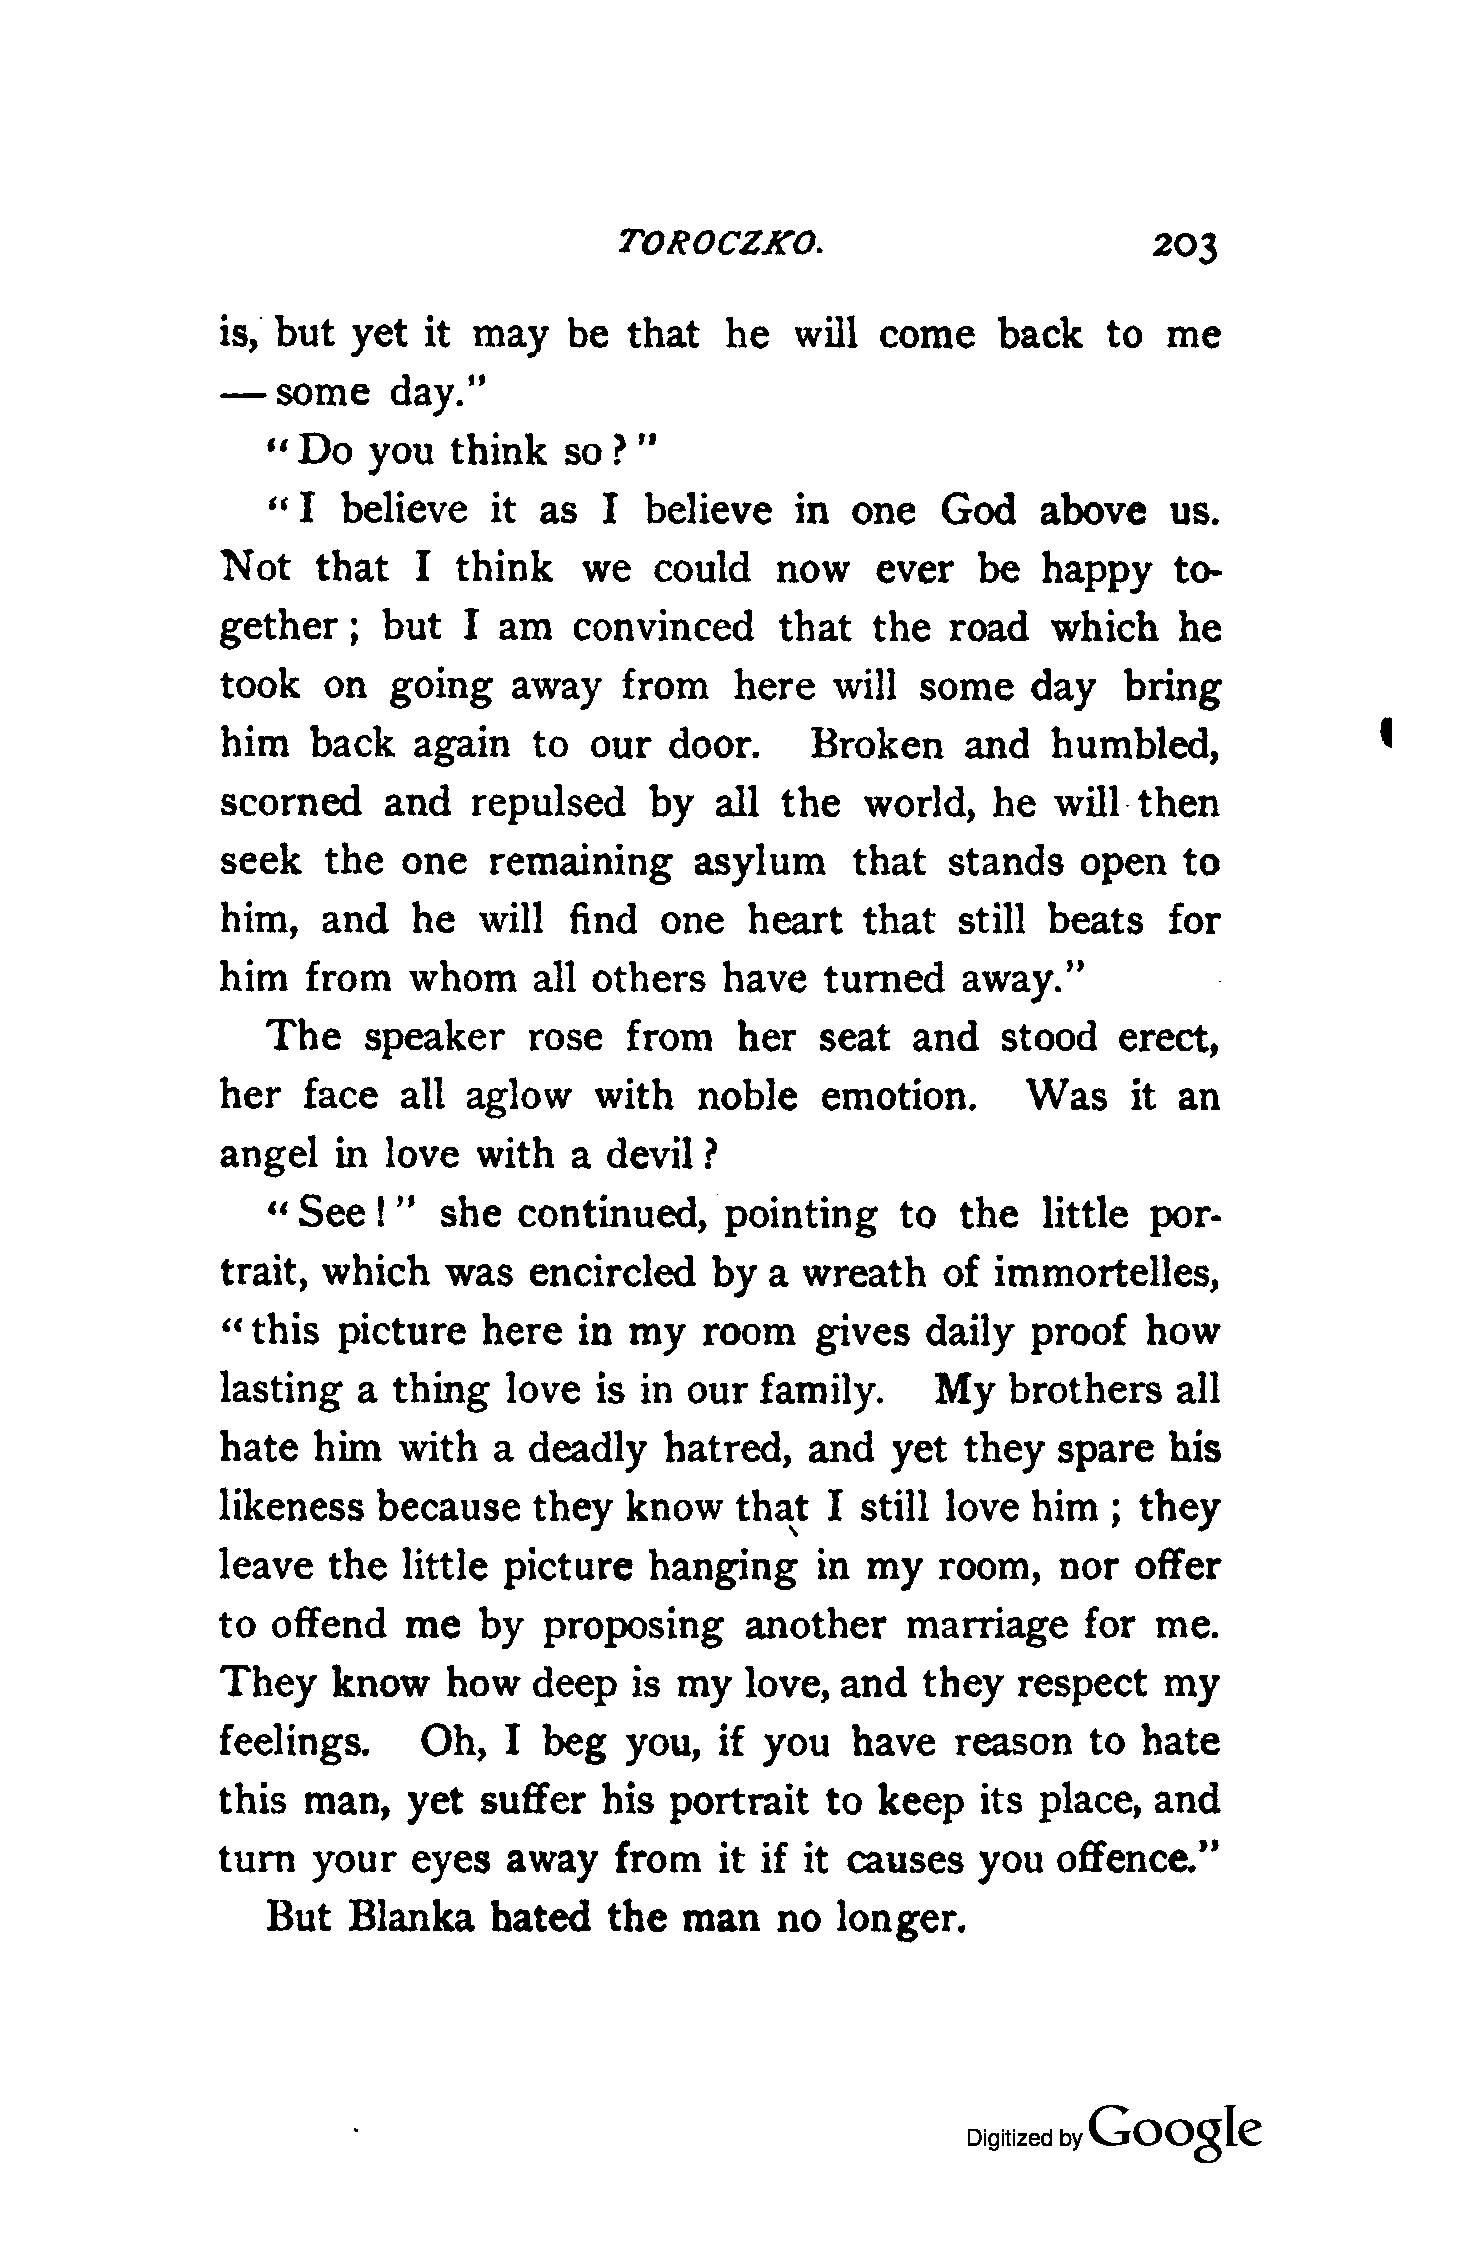 TOROCZKO. 203
is, but yet it may be that he will come back to me
— some day."
" Do you think so ? "
" I believe it as I believe in one God above us.
Not that I think we could now ever be happy to-
gether ; but I am convinced that the road which he
took on going away from here will some day bring
him back again to our door. Broken and humbled,
scorned and repulsed by all the world, he will then
seek the one remaining asylum that stands open to
him, and he will find one heart that still beats for
him from whom all others have turned away."
The speaker rose from her seat and stood erect,
her face all aglow with noble emotion. Was it an
angel in love with a devil ?
" See ! " she continued, pointing to the little por-
trait, which was encircled by a wreath of immortelles,
" this picture here in my room gives daily proof how
lasting a thing love is in our family. My brothers all
hate him with a deadly hatred, and yet they spare his
likeness because they know that I still love him ; they
leave the little picture hanging in my room, nor offer
to offend me by proposing another marriage for me.
They know how deep is my love, and they respect my
feelings. Oh, I beg you, if you have reason to hate
this man, yet suffer his portrait to keep its place, and
turn your eyes away from it if it causes you offence."
But Blanka hated the man no longer.
Digitized by Google